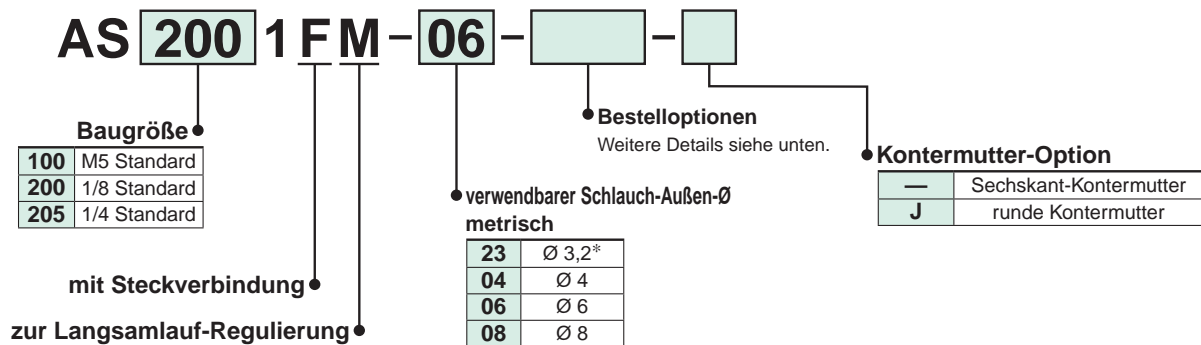 AS 200 1 F M - 06 - -
Baugröße
100 M5 Standard
200 1/8 Standard
205 1/4 Standard
mit Steckverbindung
zur Langsamlauf-Regulierung
verwendbarer Schlauch-Außen-Ø
metrisch
23 Ø 3,2*
04 Ø 4
06 Ø 6
08 Ø 8
Bestelloptionen
Weitere Details siehe unten.
Kontermutter-Option
— Sechskant-Kontermutter
J runde Kontermutter